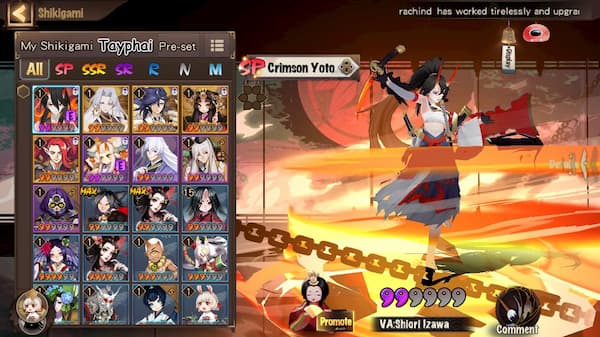 Shikigami
rachind has worked tirelessly and upgra
My Shikigami Tayphai Pre-set
All SP SSR SR R N M
SP Crimson Yoto
Display
MAX MAX 15
999999
Promote
VA:Shiori Izawa
Comment